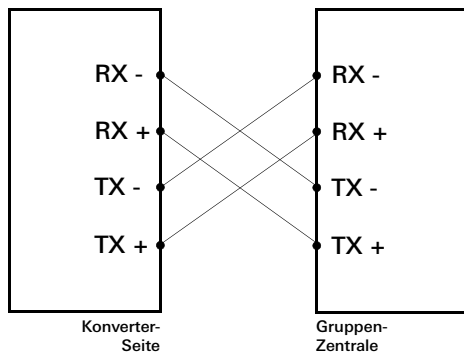 RX -
RX +
TX -
TX +
RX -
RX +
TX -
TX +
Konverter-
Seite
Gruppen-
Zentrale